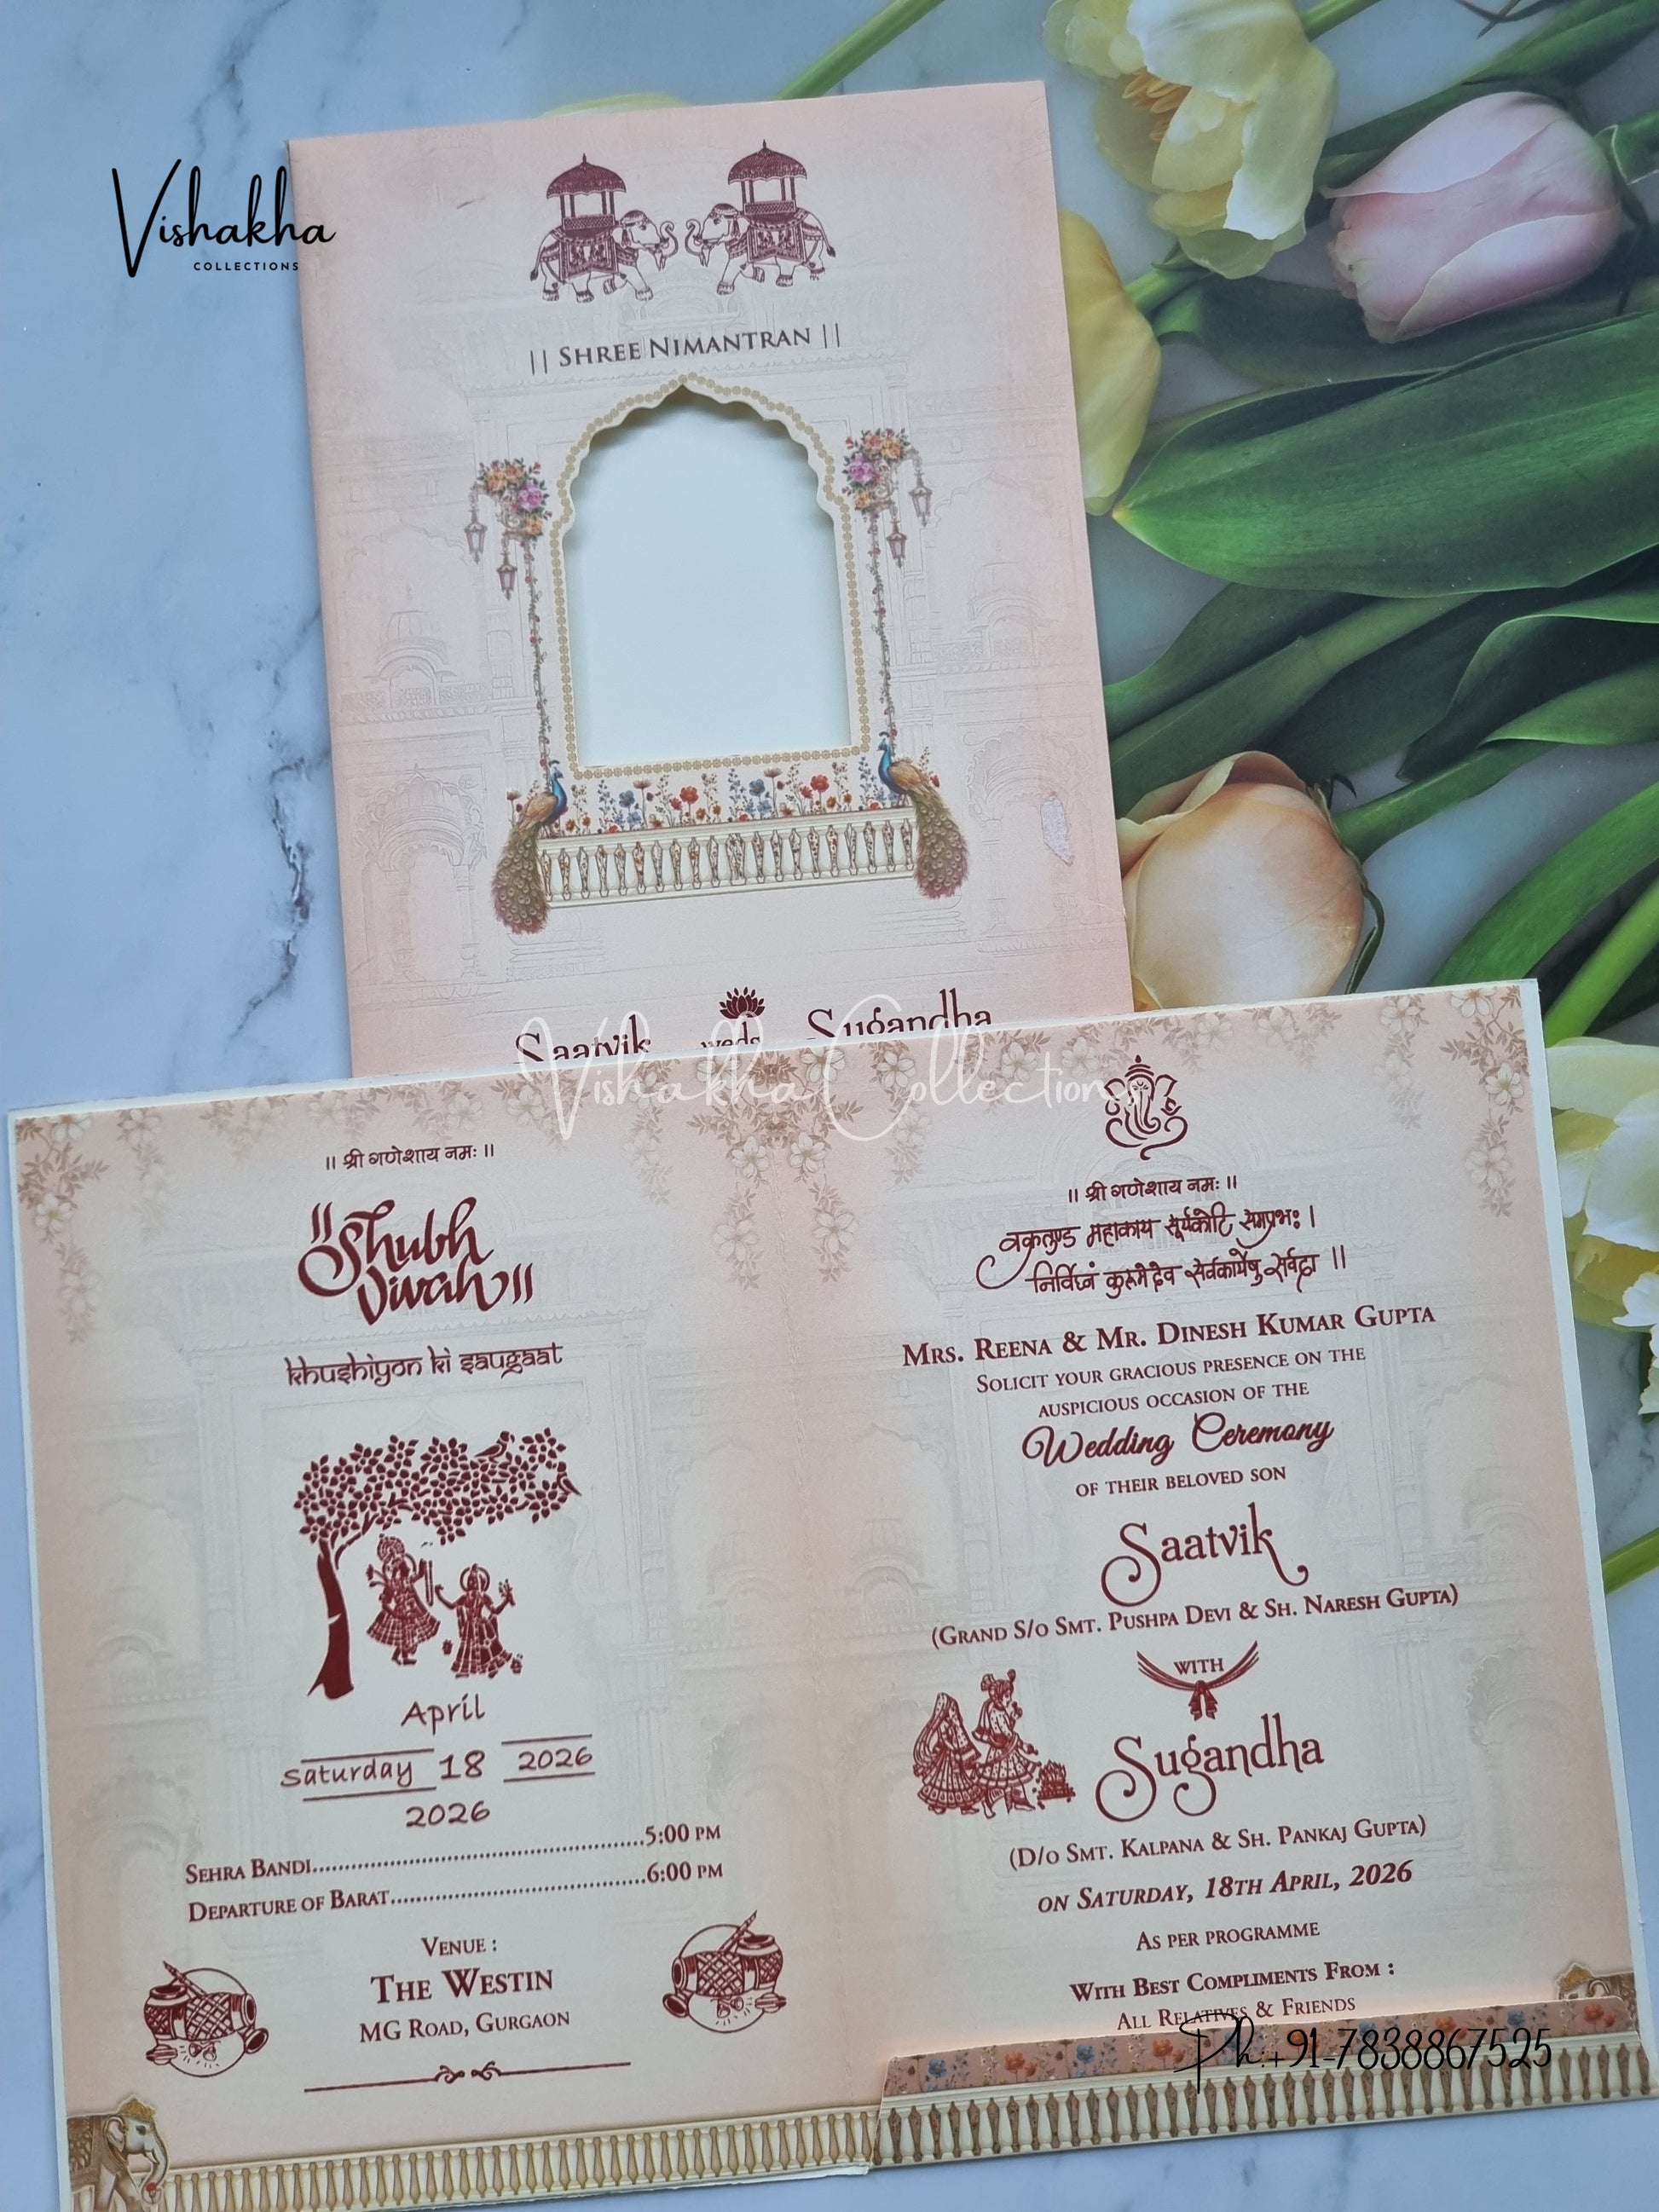 Vishakha
COLLECTIONS
|| SHREE NIMANTRAN ||
Saatvik weds Sugandha
Vishakha Collections
|| श्री गणेशाय नमः ||
||Shubh
Vivah||
khushiyon ki saugaat
April
Saturday 18 2026
2026
SEHRA BANDI..........5:00 PM
DEPARTURE OF BARAT..........6:00 PM
VENUE :
THE WESTIN
MG ROAD, GURGAON
|| श्री गणेशाय नमः ||
वक्रतुण्ड महाकाय सूर्यकोटि समप्रभः |
निर्विघ्नं कुरूमेदेव सर्वकार्येषु सर्वदा ||
MRS. REENA & MR. DINESH KUMAR GUPTA
SOLICIT YOUR GRACIOUS PRESENCE ON THE
AUSPICIOUS OCCASION OF THE
Wedding Ceremony
OF THEIR BELOVED SON
Saatvik
(GRAND S/O SMT. PUSHPA DEVI & SH. NARESH GUPTA)
WITH
Sugandha
(D/O SMT. KALPANA & SH. PANKAJ GUPTA)
ON SATURDAY, 18TH APRIL, 2026
AS PER PROGRAMME
WITH BEST COMPLIMENTS FROM :
ALL RELATIVES & FRIENDS
Ph:+91-7838867525